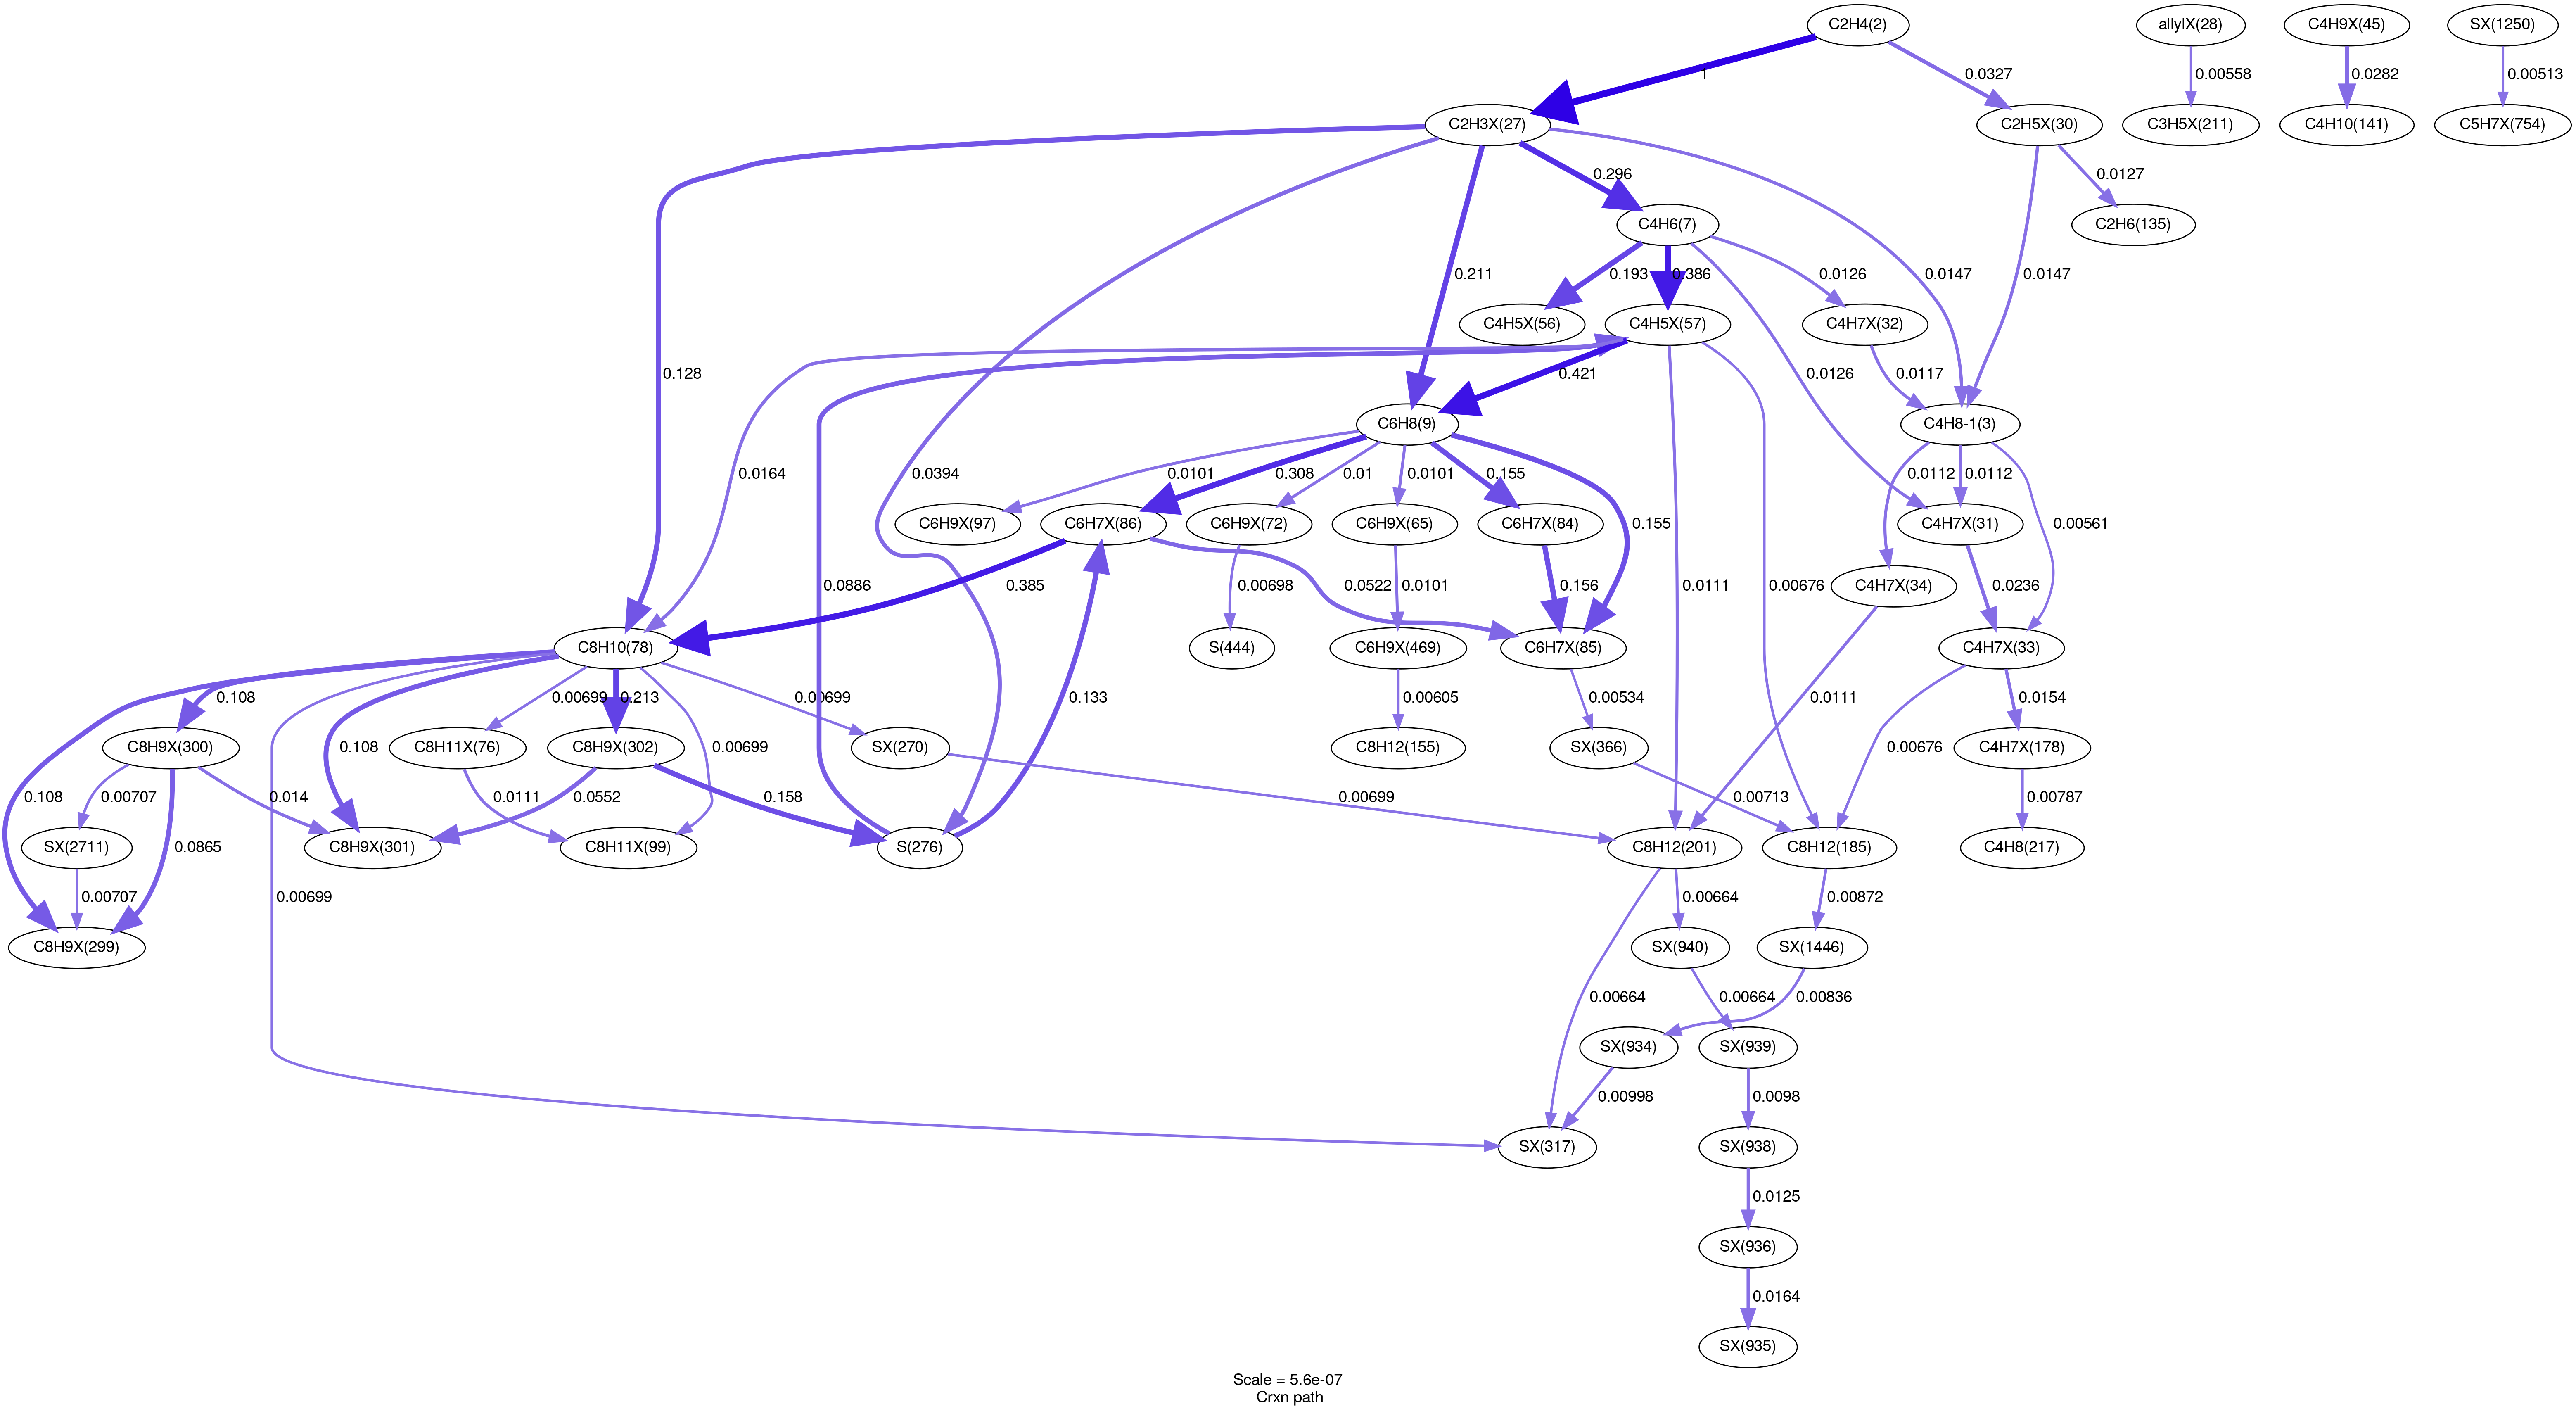 C2H4(2)
allylX(28)
C4H9X(45)
SX(1250)
1
0.0327
0.00558
0.0282
0.00513
C2H3X(27)
C2H5X(30)
C3H5X(211)
C4H10(141)
C5H7X(754)
0.296
0.0127
C4H6(7)
C2H6(135)
0.211
0.193
0.386
0.0126
0.0147
0.0147
C4H5X(56)
C4H5X(57)
C4H7X(32)
0.128
0.421
0.0126
0.0117
C6H8(9)
C4H8-1(3)
0.0164
0.0394
0.0101
0.308
0.01
0.0101
0.155
0.155
0.0112
0.0112
0.00561
C6H9X(97)
C6H7X(86)
C6H9X(72)
C6H9X(65)
C6H7X(84)
C4H7X(31)
0.0886
0.385
0.0522
0.00698
0.0101
0.156
0.0111
0.00676
0.0236
C4H7X(34)
C8H10(78)
S(444)
C6H9X(469)
C6H7X(85)
C4H7X(33)
0.108
0.00699
0.213
0.00699
0.133
0.00605
0.00534
0.0111
0.0154
C8H9X(300)
C8H11X(76)
C8H9X(302)
SX(270)
C8H12(155)
SX(366)
C4H7X(178)
0.108
0.00699
0.00676
0.108
0.00707
0.014
0.0111
0.0552
0.158
0.00699
0.00713
0.00787
SX(2711)
C8H9X(301)
C8H11X(99)
S(276)
C8H12(201)
C8H12(185)
C4H8(217)
0.0865
0.00707
0.00699
0.00664
0.00872
C8H9X(299)
SX(940)
SX(1446)
0.00664
0.00664
0.00836
SX(934)
SX(939)
0.00998
0.0098
SX(317)
SX(938)
0.0125
SX(936)
0.0164
SX(935)
Scale = 5.6e-07
Crxn path